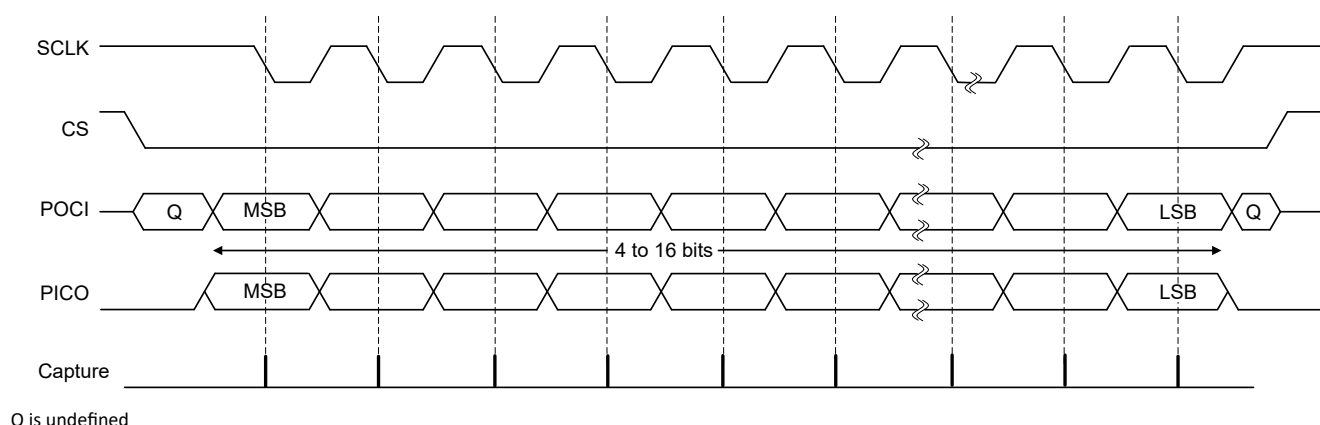 SCLK
CS
POCI Q MSB LSB Q
4 to 16 bits
PICO MSB LSB
Capture
Q is undefined